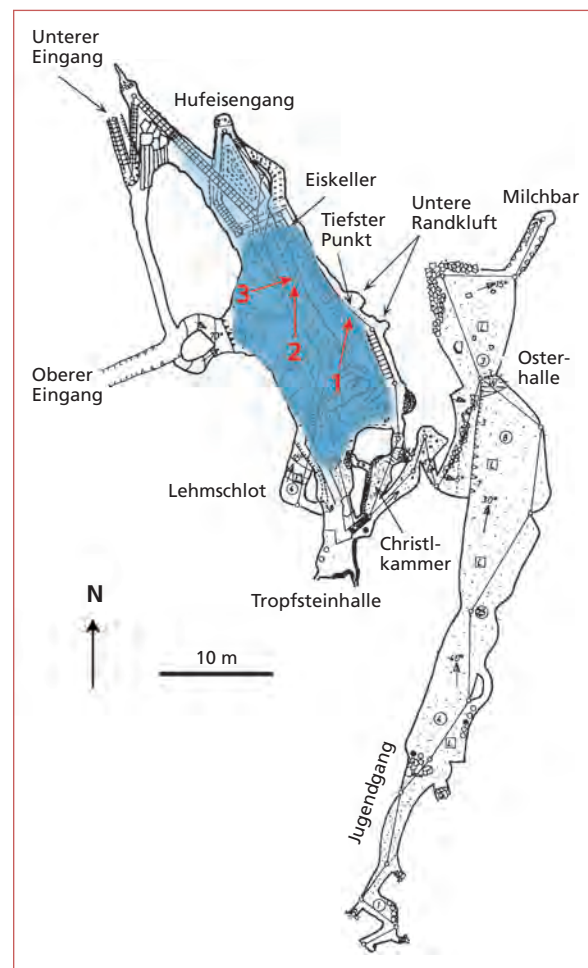 Unterer
Eingang
Hufeisengang
Eiskeller
Tiefster
Punkt
Untere
Randkluft
Milchbar
3
2
1
Oberer
Eingang
Oster-
halle
Lehmschlot
Christl-
kammer
Tropfsteinhalle
N
10 m
Jugendgang